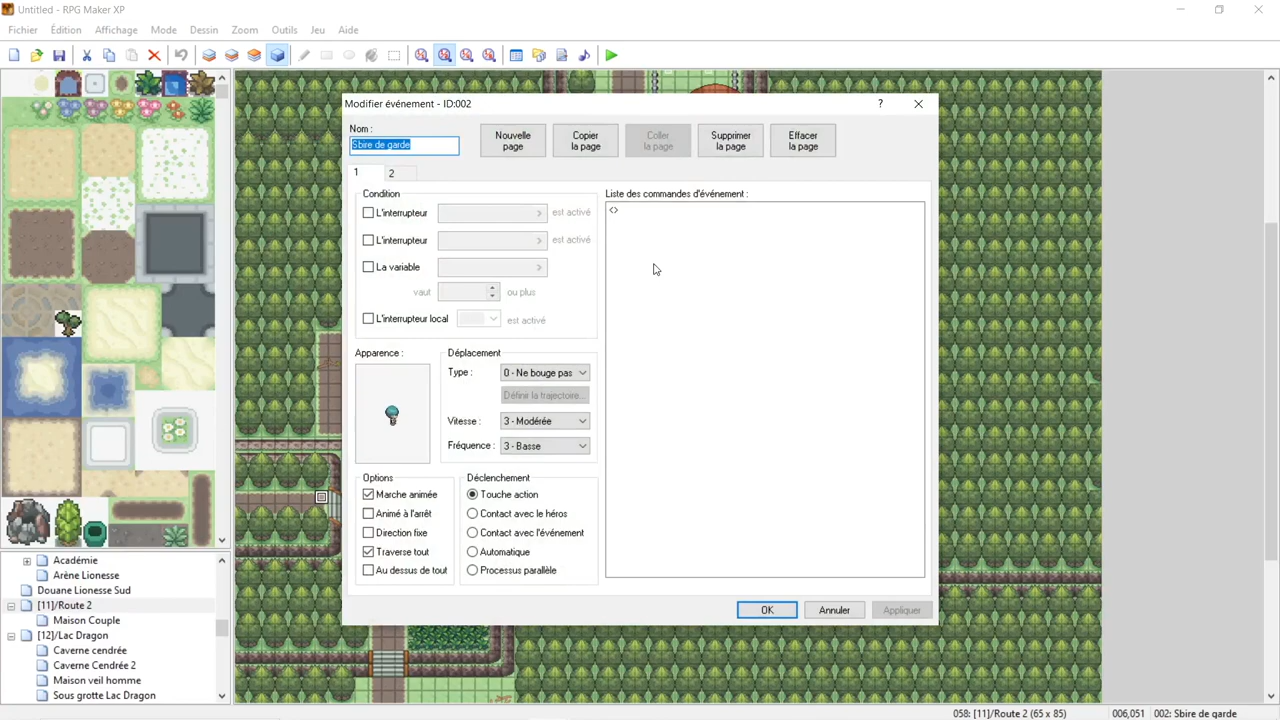 Untitled - RPG Maker XP
Fichier Édition Affichage Mode Dessin Zoom Outils Jeu Aide
Modifier événement - ID:002
?
Nom :
Sbire de garde
Nouvelle page
Copier la page
Coller la page
Supprimer la page
Effacer la page
1 2
Condition
L'interrupteur est activé
L'interrupteur est activé
La variable
vaut ou plus
L'interrupteur local est activé
Liste des commandes d'événement :
<>
Apparence :
Déplacement
Type : 0 - Ne bouge pas
Définir la trajectoire...
Vitesse : 3 - Modérée
Fréquence : 3 - Basse
Options
Marche animée
Animé à l'arrêt
Direction fixe
Traverse tout
Au dessus de tout
Déclenchement
Touche action
Contact avec le héros
Contact avec l'événement
Automatique
Processus parallèle
OK Annuler Appliquer
Académie
Arène Lionesse
Douane Lionesse Sud
[11]/Route 2
Maison Couple
[12]/Lac Dragon
Caverne cendrée
Caverne Cendrée 2
Maison veil homme
Sous grotte Lac Dragon
058: [11]/Route 2 (65 x 85) 006,051 002: Sbire de garde